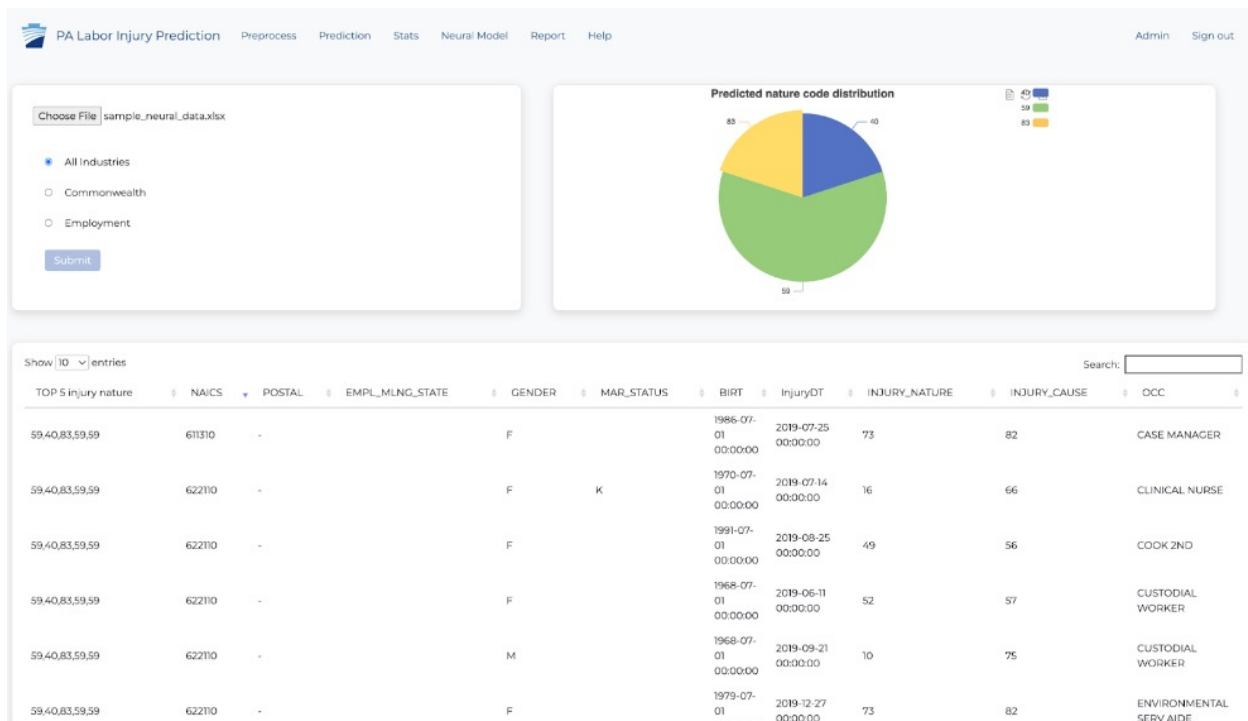 PA Labor Injury Prediction Preprocess Prediction Stats Neural Model Report Help Admin Sign out
Choose File sample_neural_data.xlsx
All Industries
Commonwealth
Employment
Submit
Predicted nature code distribution
40
59
83
83
40
59
Show 10 entries
Search:
TOP 5 injury nature NAICS POSTAL EMPL_MLNG_STATE GENDER MAR_STATUS BIRT InjuryDT INJURY_NATURE INJURY_CAUSE OCC
59,40,83,59,59 611310 - F 1986-07-01 00:00:00 2019-07-25 00:00:00 73 82 CASE MANAGER
59,40,83,59,59 622110 - F K 1970-07-01 00:00:00 2019-07-14 00:00:00 16 66 CLINICAL NURSE
59,40,83,59,59 622110 - F 1991-07-01 00:00:00 2019-08-25 00:00:00 49 56 COOK 2ND
59,40,83,59,59 622110 - F 1968-07-01 00:00:00 2019-06-11 00:00:00 52 57 CUSTODIAL WORKER
59,40,83,59,59 622110 - M 1968-07-01 00:00:00 2019-09-21 00:00:00 10 75 CUSTODIAL WORKER
59,40,83,59,59 622110 - F 1979-07-01 2019-12-27 00:00:00 73 82 ENVIRONMENTAL SERV AIDE